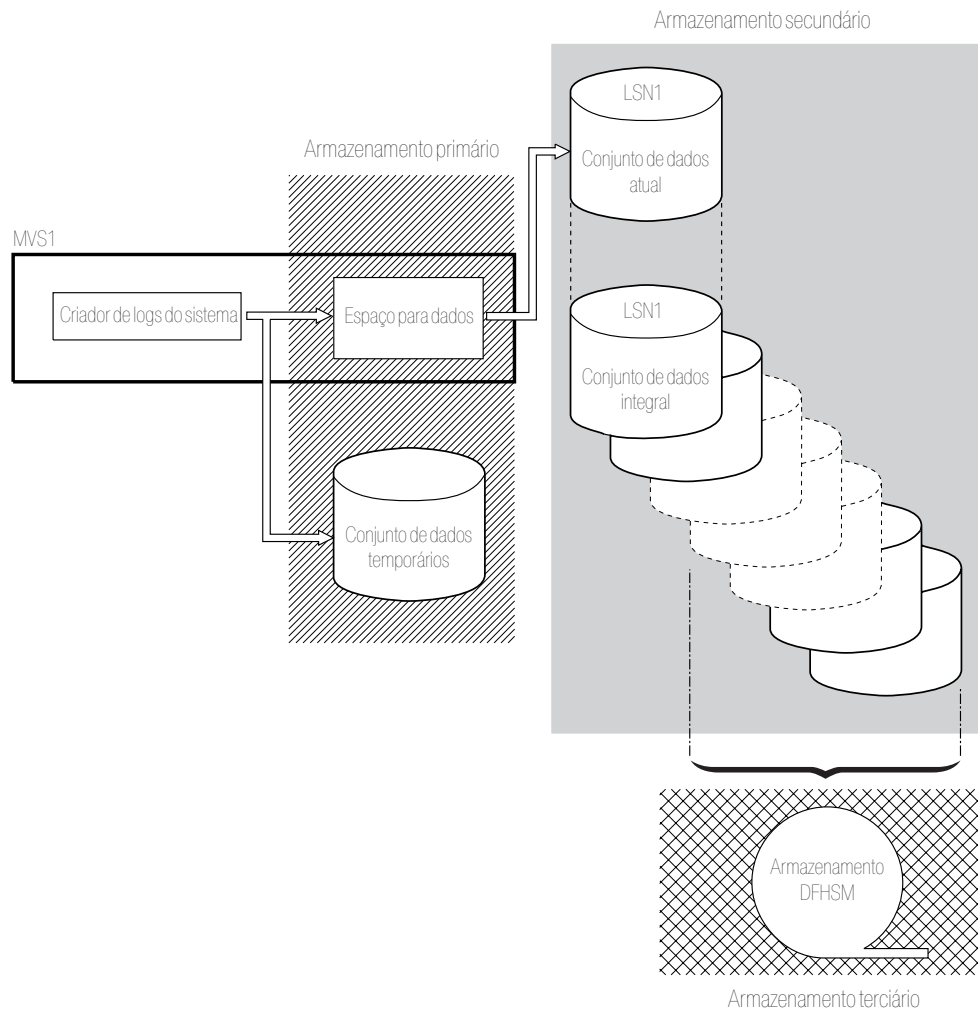 Armazenamento secundário
LSN1
Conjunto de dados
atual
Armazenamento primário
MVS1
Criador de logs do sistema
Espaço para dados
LSN1
Conjunto de dados
integral
Conjunto de dados
temporários
Armazenamento
DFHSM
Armazenamento terciário